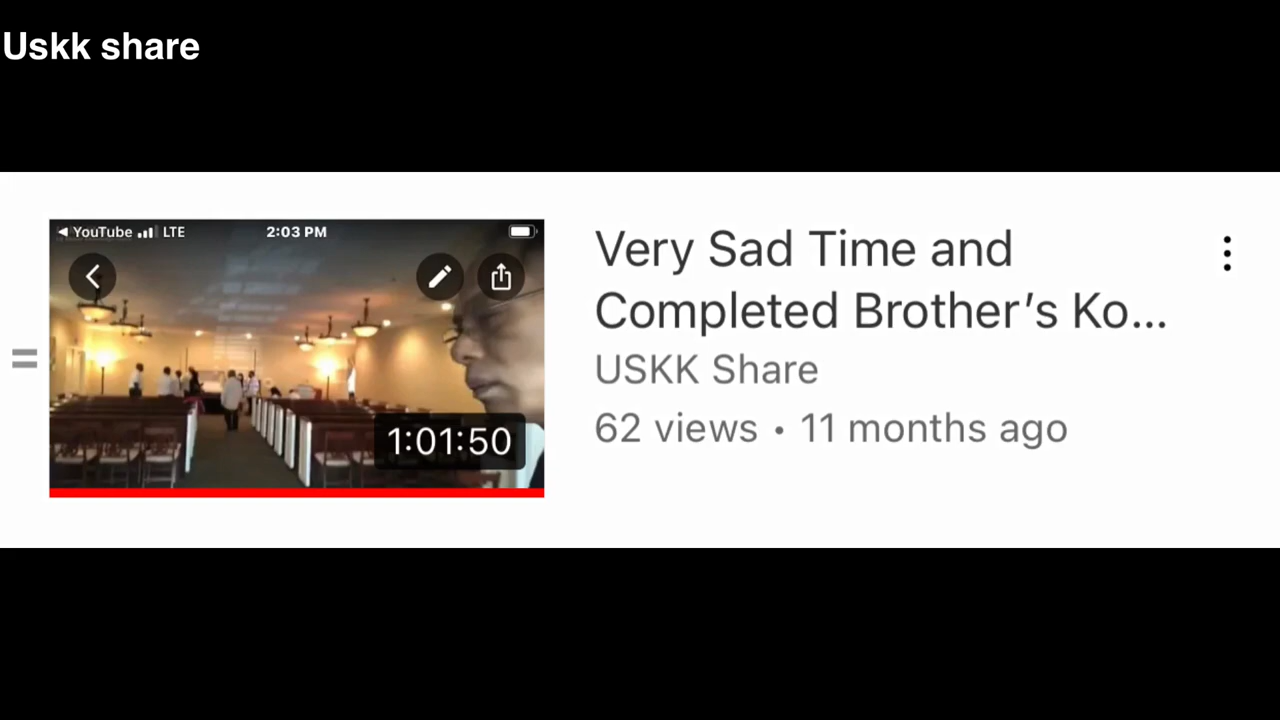 Uskk share
◀ YouTube LTE 2:03 PM
1:01:50
Very Sad Time and
Completed Brother’s Ko...
USKK Share
62 views • 11 months ago